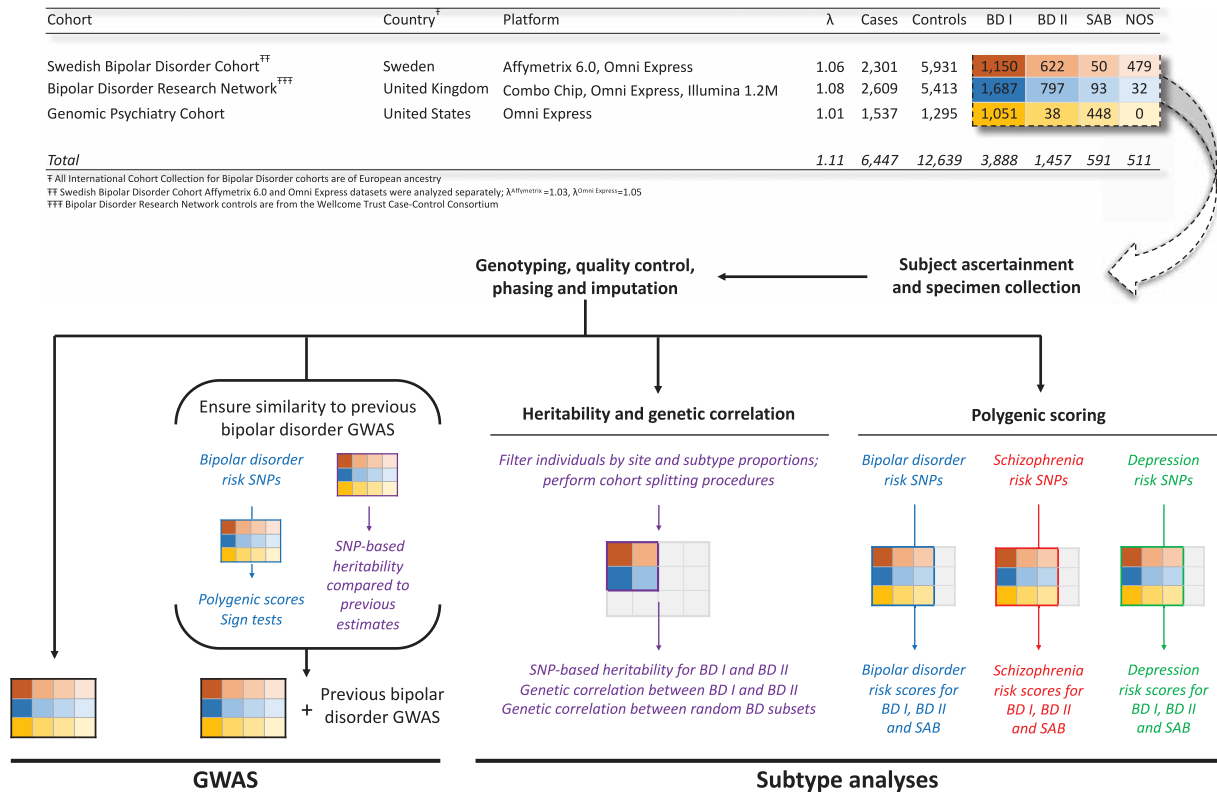 Cohort Country Ŧ Platform λ Cases Controls BD I BD II SAB NOS
Swedish Bipolar Disorder Cohort ŦŦ Sweden Affymetrix 6.0, Omni Express 1.06 2,301 5,931 1,150 622 50 479
Bipolar Disorder Research Network ŦŦŦ United Kingdom Combo Chip, Omni Express, Illumina 1.2M 1.08 2,609 5,413 1,687 797 93 32
Genomic Psychiatry Cohort United States Omni Express 1.01 1,537 1,295 1,051 38 448 0
Total 1.11 6,447 12,639 3,888 1,457 591 511
Ŧ All International Cohort Collection for Bipolar Disorder cohorts are of European ancestry
ŦŦ Swedish Bipolar Disorder Cohort Affymetrix 6.0 and Omni Express datasets were analyzed separately; λAffymetrix =1.03, λOmni Express=1.05
ŦŦŦ Bipolar Disorder Research Network controls are from the Wellcome Trust Case-Control Consortium
Subject ascertainment
and specimen collection
Genotyping, quality control,
phasing and imputation
Ensure similarity to previous
bipolar disorder GWAS
Bipolar disorder
risk SNPs
Polygenic scores
Sign tests
SNP-based
heritability
compared to
previous
estimates
+
Previous bipolar
disorder GWAS
GWAS
Heritability and genetic correlation
Filter individuals by site and subtype proportions;
perform cohort splitting procedures
SNP-based heritability for BD I and BD II
Genetic correlation between BD I and BD II
Genetic correlation between random BD subsets
Polygenic scoring
Bipolar disorder
risk SNPs
Bipolar disorder
risk scores for
BD I, BD II
and SAB
Schizophrenia
risk SNPs
Schizophrenia
risk scores for
BD I, BD II
and SAB
Depression
risk SNPs
Depression
risk scores for
BD I, BD II
and SAB
Subtype analyses